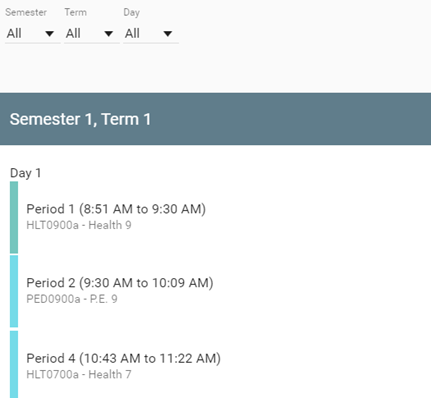 Semester Term Day
All All All
Semester 1, Term 1
Day 1
Period 1 (8:51 AM to 9:30 AM)
HLT0900a - Health 9
Period 2 (9:30 AM to 10:09 AM)
PED0900a - P.E. 9
Period 4 (10:43 AM to 11:22 AM)
HLT0700a - Health 7